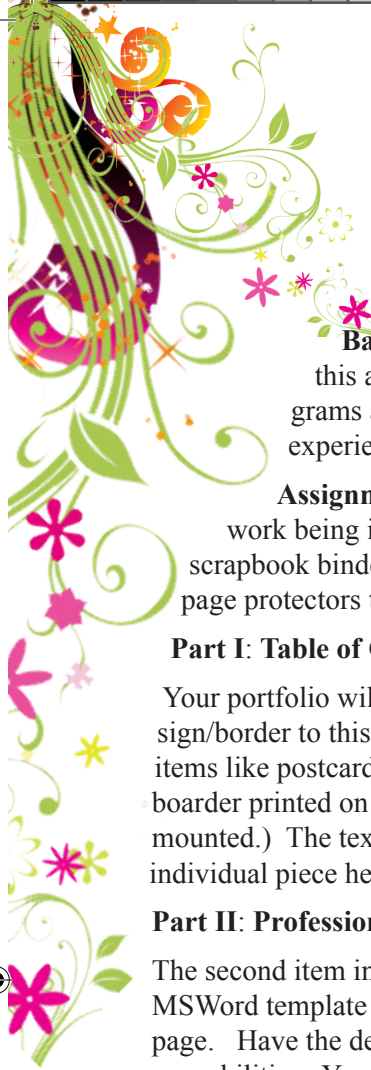 Ba
this a
grams a
experie
Assignn
work being i
scrapbook binde
page protectors t
Part I: Table of C
Your portfolio wil
sign/border to this
items like postcard
boarder printed on
mounted.) The tex
individual piece he
Part II: Profession
The second item in
MSWord template
page. Have the de